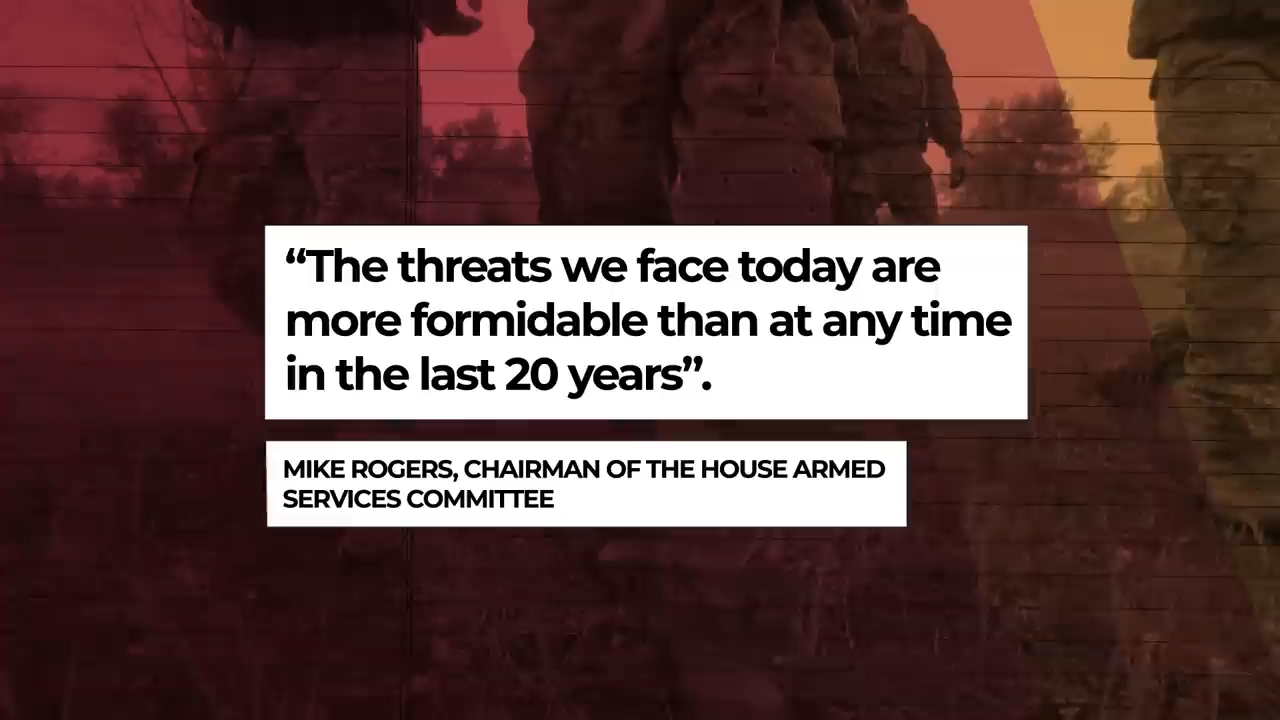 “The threats we face today are
more formidable than at any time
in the last 20 years”.
MIKE ROGERS, CHAIRMAN OF THE HOUSE ARMED
SERVICES COMMITTEE